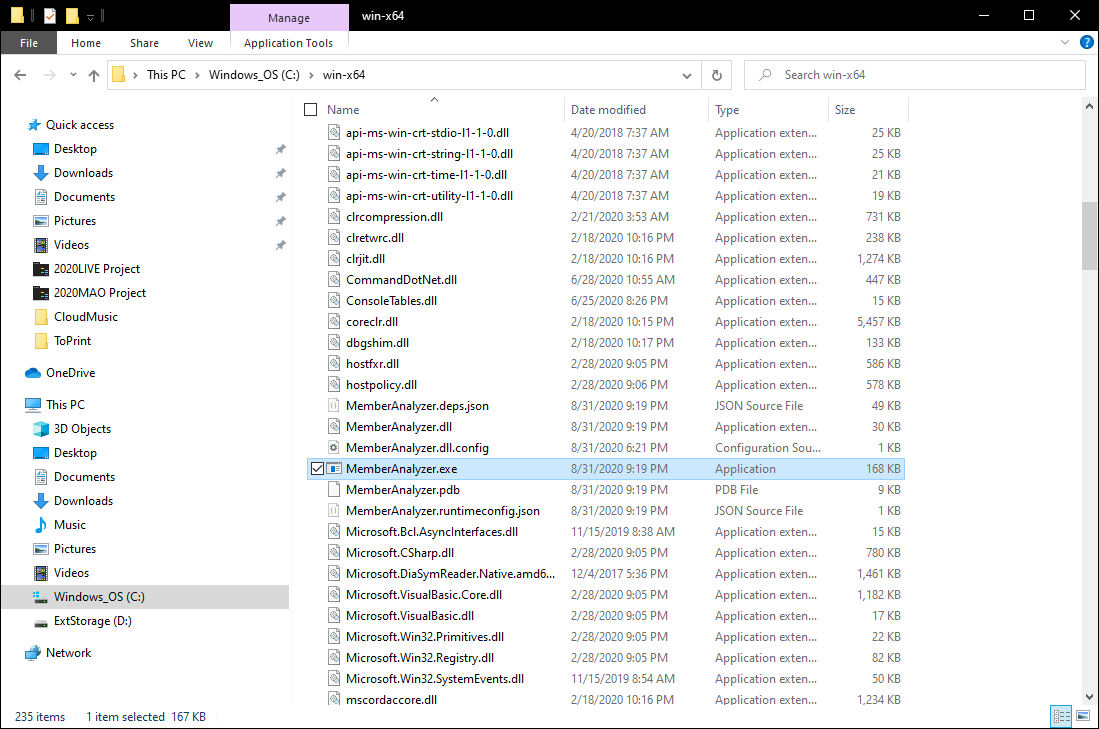 Manage
win-x64
File
Home
Share
View
Application Tools
This PC > Windows_OS (C:) > win-x64
Search win-x64
Quick access
Desktop
Downloads
Documents
Pictures
Videos
2020LIVE Project
2020MAO Project
CloudMusic
ToPrint
OneDrive
This PC
3D Objects
Desktop
Documents
Downloads
Music
Pictures
Videos
Windows_OS (C:)
ExtStorage (D:)
Network
Name Date modified Type Size
api-ms-win-crt-stdio-l1-1-0.dll 4/20/2018 7:37 AM Application exten... 25 KB
api-ms-win-crt-string-l1-1-0.dll 4/20/2018 7:37 AM Application exten... 25 KB
api-ms-win-crt-time-l1-1-0.dll 4/20/2018 7:37 AM Application exten... 21 KB
api-ms-win-crt-utility-l1-1-0.dll 4/20/2018 7:37 AM Application exten... 19 KB
clrcompression.dll 2/21/2020 3:53 AM Application exten... 731 KB
clretwrc.dll 2/18/2020 10:16 PM Application exten... 238 KB
clrjit.dll 2/18/2020 10:16 PM Application exten... 1,274 KB
CommandDotNet.dll 6/28/2020 10:55 AM Application exten... 447 KB
ConsoleTables.dll 6/25/2020 8:26 PM Application exten... 15 KB
coreclr.dll 2/18/2020 10:15 PM Application exten... 5,457 KB
dbgshim.dll 2/18/2020 10:17 PM Application exten... 133 KB
hostfxr.dll 2/28/2020 9:05 PM Application exten... 586 KB
hostpolicy.dll 2/28/2020 9:06 PM Application exten... 578 KB
MemberAnalyzer.deps.json 8/31/2020 9:19 PM JSON Source File 49 KB
MemberAnalyzer.dll 8/31/2020 9:19 PM Application exten... 30 KB
MemberAnalyzer.dll.config 8/31/2020 6:21 PM Configuration Sou... 1 KB
MemberAnalyzer.exe 8/31/2020 9:19 PM Application 168 KB
MemberAnalyzer.pdb 8/31/2020 9:19 PM PDB File 9 KB
MemberAnalyzer.runtimeconfig.json 8/31/2020 9:19 PM JSON Source File 1 KB
Microsoft.Bcl.AsyncInterfaces.dll 11/15/2019 8:38 AM Application exten... 15 KB
Microsoft.CSharp.dll 2/28/2020 9:05 PM Application exten... 780 KB
Microsoft.DiaSymReader.Native.amd6... 12/4/2017 5:36 PM Application exten... 1,461 KB
Microsoft.VisualBasic.Core.dll 2/28/2020 9:05 PM Application exten... 1,182 KB
Microsoft.VisualBasic.dll 2/28/2020 9:05 PM Application exten... 17 KB
Microsoft.Win32.Primitives.dll 2/28/2020 9:05 PM Application exten... 22 KB
Microsoft.Win32.Registry.dll 2/28/2020 9:05 PM Application exten... 82 KB
Microsoft.Win32.SystemEvents.dll 11/15/2019 8:54 AM Application exten... 50 KB
mscordaccore.dll 2/18/2020 10:16 PM Application exten... 1,234 KB
235 items 1 item selected 167 KB